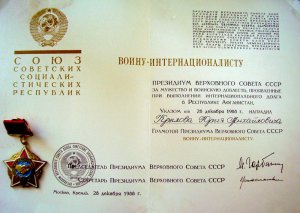 СОЮЗ
СОВЕТСКИХ
СОЦИАЛИ-
СТИЧЕСКИХ
РЕСПУБЛИК
ВОИНУ-ИНТЕРНАЦИОНАЛИСТУ
ПРЕЗИДИУМ ВЕРХОВНОГО СОВЕТА СССР
ЗА МУЖЕСТВО И ВОИНСКУЮ ДОБЛЕСТЬ, ПРОЯВЛЕННЫЕ
ПРИ ВЫПОЛНЕНИИ ИНТЕРНАЦИОНАЛЬНОГО ДОЛГА
В РЕСПУБЛИКЕ АФГАНИСТАН,
УКАЗОМ ОТ 28 декабря 1988 г. НАГРАДИЛ
Юрия Михайловича
ГРАМОТОЙ ПРЕЗИДИУМА ВЕРХОВНОГО СОВЕТА СССР
ВОИНУ-ИНТЕРНАЦИОНАЛИСТУ.
ПРЕДСЕДАТЕЛЬ ПРЕЗИДИУМА
ВЕРХОВНОГО СОВЕТА СССР
СЕКРЕТАРЬ ПРЕЗИДИУМА
ВЕРХОВНОГО СОВЕТА СССР
Москва, Кремль. 28 декабря 1988 г.